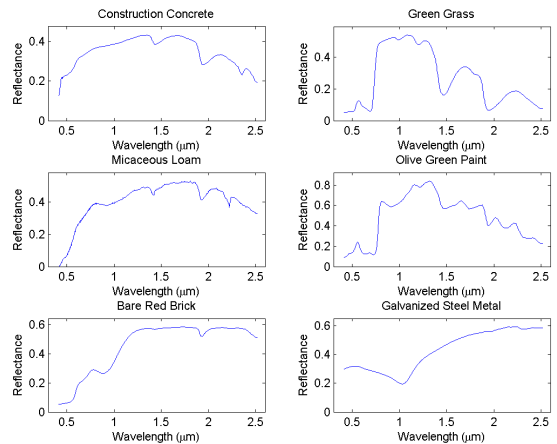 Construction Concrete
Reflectance
0.4
0.2
0
0.5 1 1.5 2 2.5
Wavelength (μm)
Green Grass
Reflectance
0.4
0.2
0
0.5 1 1.5 2 2.5
Wavelength (μm)
Micaceous Loam
Reflectance
0.4
0.2
0
0.5 1 1.5 2 2.5
Wavelength (μm)
Olive Green Paint
Reflectance
0.8
0.6
0.4
0.2
0
0.5 1 1.5 2 2.5
Wavelength (μm)
Bare Red Brick
Reflectance
0.6
0.4
0.2
0
0.5 1 1.5 2 2.5
Wavelength (μm)
Galvanized Steel Metal
Reflectance
0.6
0.4
0.2
0
0.5 1 1.5 2 2.5
Wavelength (μm)